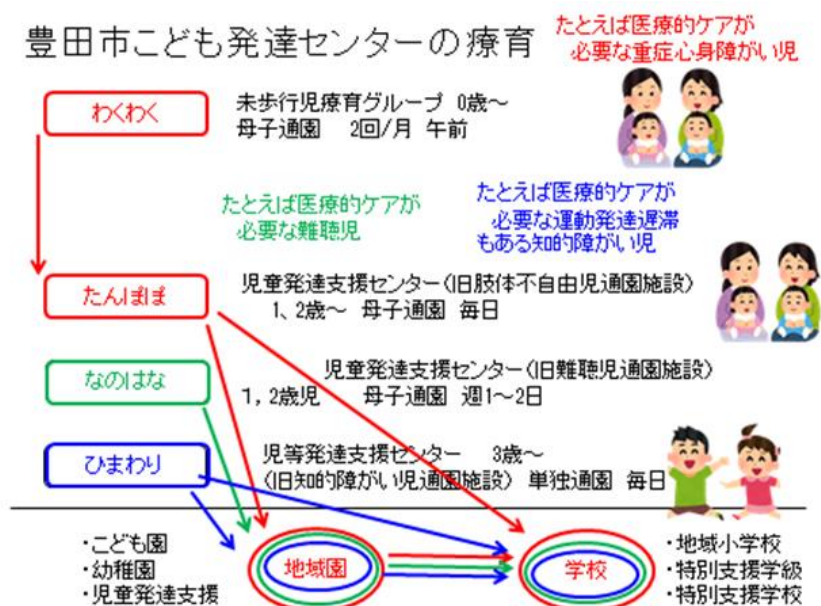 豊田市こども発達センターの療育
たとえば医療的ケアが
必要な重症心身障がい児
わくわく
未歩行児療育グループ 0歳～
母子通園 2回/月 午前
たとえば医療的ケアが
必要な難聴児
たとえば医療的ケアが
必要な運動発達遅滞
もある知的障がい児
たんぽぽ
児童発達支援センター(旧肢体不自由児通園施設)
1、2歳～ 母子通園 毎日
なのはな
児童発達支援センター(旧難聴児通園施設)
1,2歳児 母子通園 週1～2日
ひまわり
児等発達支援センター 3歳～
(旧知的障がい児通園施設) 単独通園 毎日
・こども園
・幼稚園
・児童発達支援
地域園
学校
・地域小学校
・特別支援学級
・特別支援学校